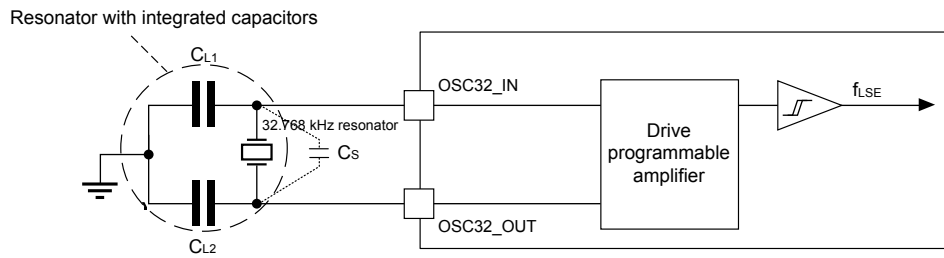 Resonator with integrated capacitors
CL1
OSC32_IN
fLSE
32.768 kHz resonator
CS
Drive
programmable
amplifier
OSC32_OUT
CL2